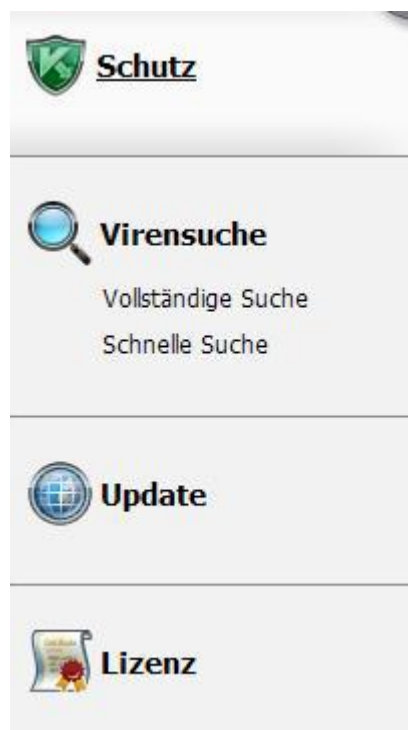 Schutz
Virensuche
Vollständige Suche
Schnelle Suche
Update
Lizenz